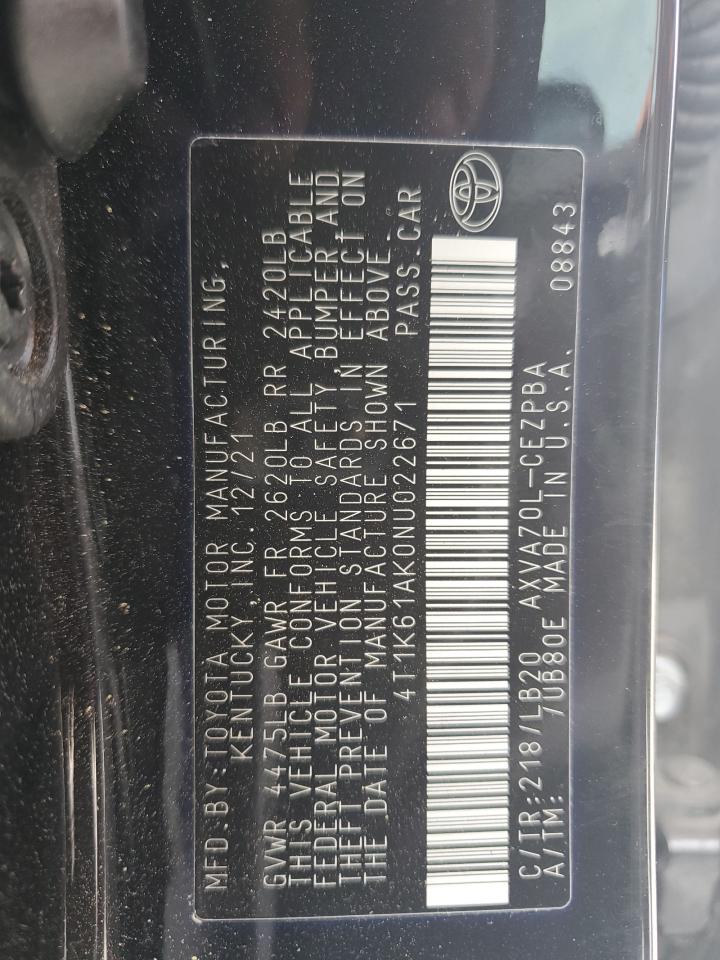 MFD.BY:TOYOTA MOTOR MANUFACTURING,
KENTUCKY,INC.12/21
GVWR 4475LB GAWR FR 2620LB RR 2420LB
THIS VEHICLE CONFORMS TO ALL APPLICABLE
FEDERAL MOTOR VEHICLE SAFETY,BUMPER,AND
THEFT PREVENTION STANDARDS IN EFFECT ON
THE DATE OF MANUFACTURE SHOWN ABOVE.
4T1K61AK0NU022671 PASS.CAR
C/TR:218/LB20 AXVA70L-CEZPBA
A/TM: /UB80E MADE IN U.S.A. 08843